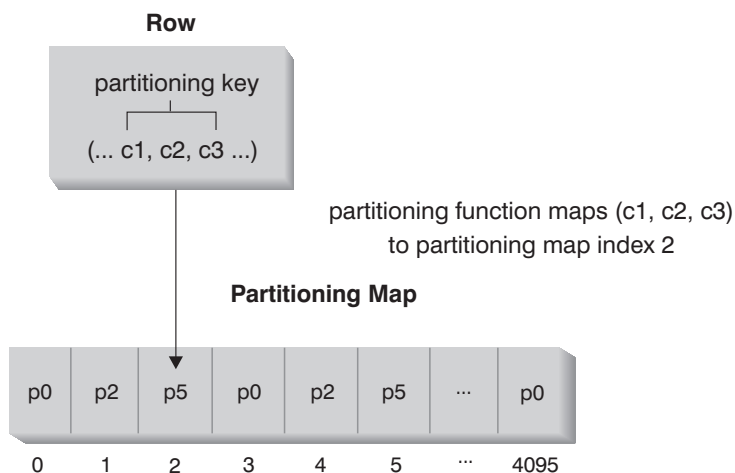 Row
partitioning key
(... c1, c2, c3 ...)
partitioning function maps (c1, c2, c3)
to partitioning map index 2
Partitioning Map
p0 p2 p5 p0 p2 p5 ... p0
0 1 2 3 4 5 ... 4095